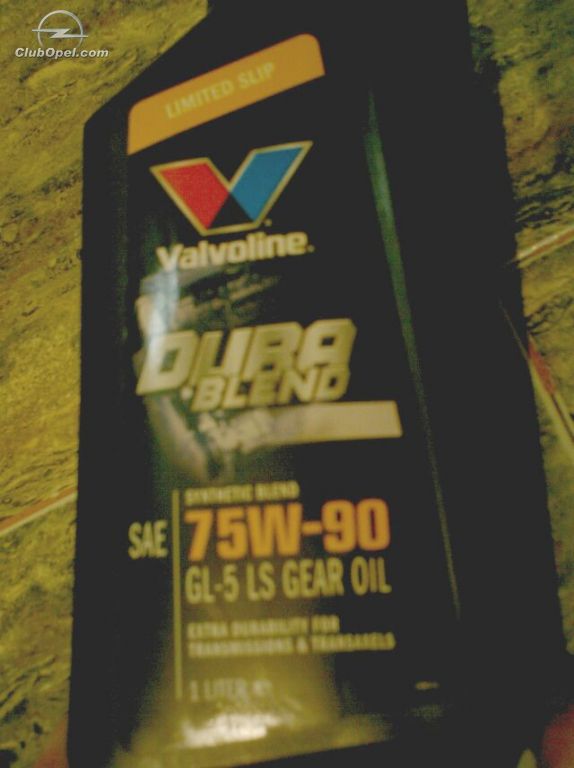 ClubOpel.com
LIMITED SLIP
Valvoline
DURA
BLEND
SYNTHETIC BLEND
SAE 75W-90
GL-5 LS GEAR OIL
EXTRA DURABILITY FOR
TRANSMISSIONS & TRANSAXELS
1 LITER